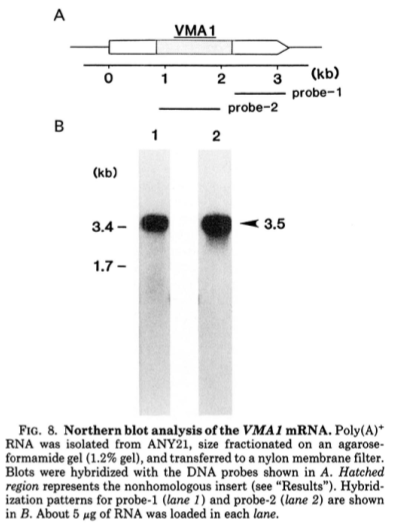 A
VMA1
0 1 2 3 (kb)
probe-1
probe-2
B
1 2
(kb)
3.4 –
3.5
1.7 –
FIG. 8. Northern blot analysis of the VMA1 mRNA. Poly(A)+
RNA was isolated from ANY21, size fractionated on an agarose-
formamide gel (1.2% gel), and transferred to a nylon membrane filter.
Blots were hybridized with the DNA probes shown in A. Hatched
region represents the nonhomologous insert (see “Results”). Hybrid-
ization patterns for probe-1 (lane 1) and probe-2 (lane 2) are shown
in B. About 5 μg of RNA was loaded in each lane.